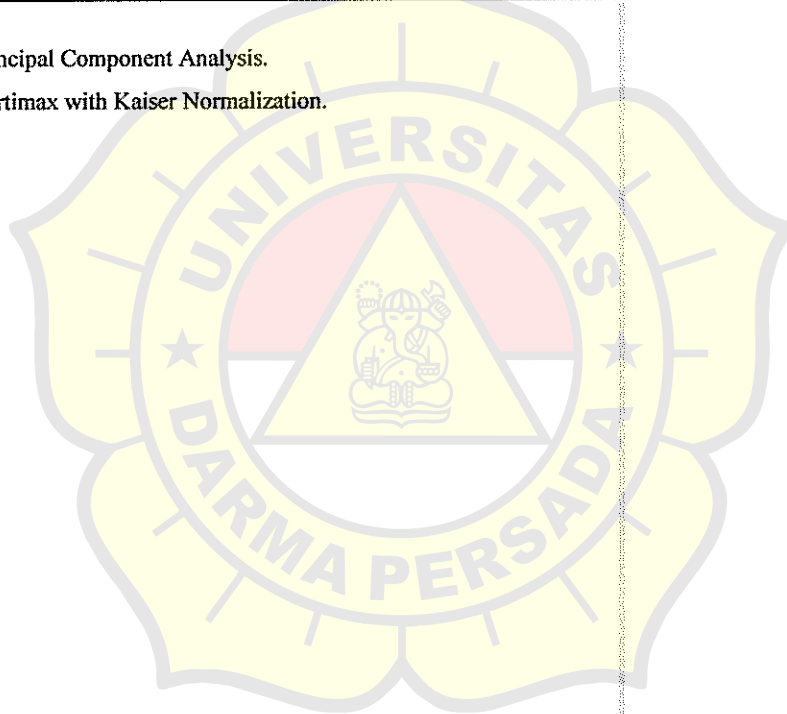 ncipal Component Analysis.
rtimax with Kaiser Normalization.
UNIVERSITAS
DARMA PERSADA